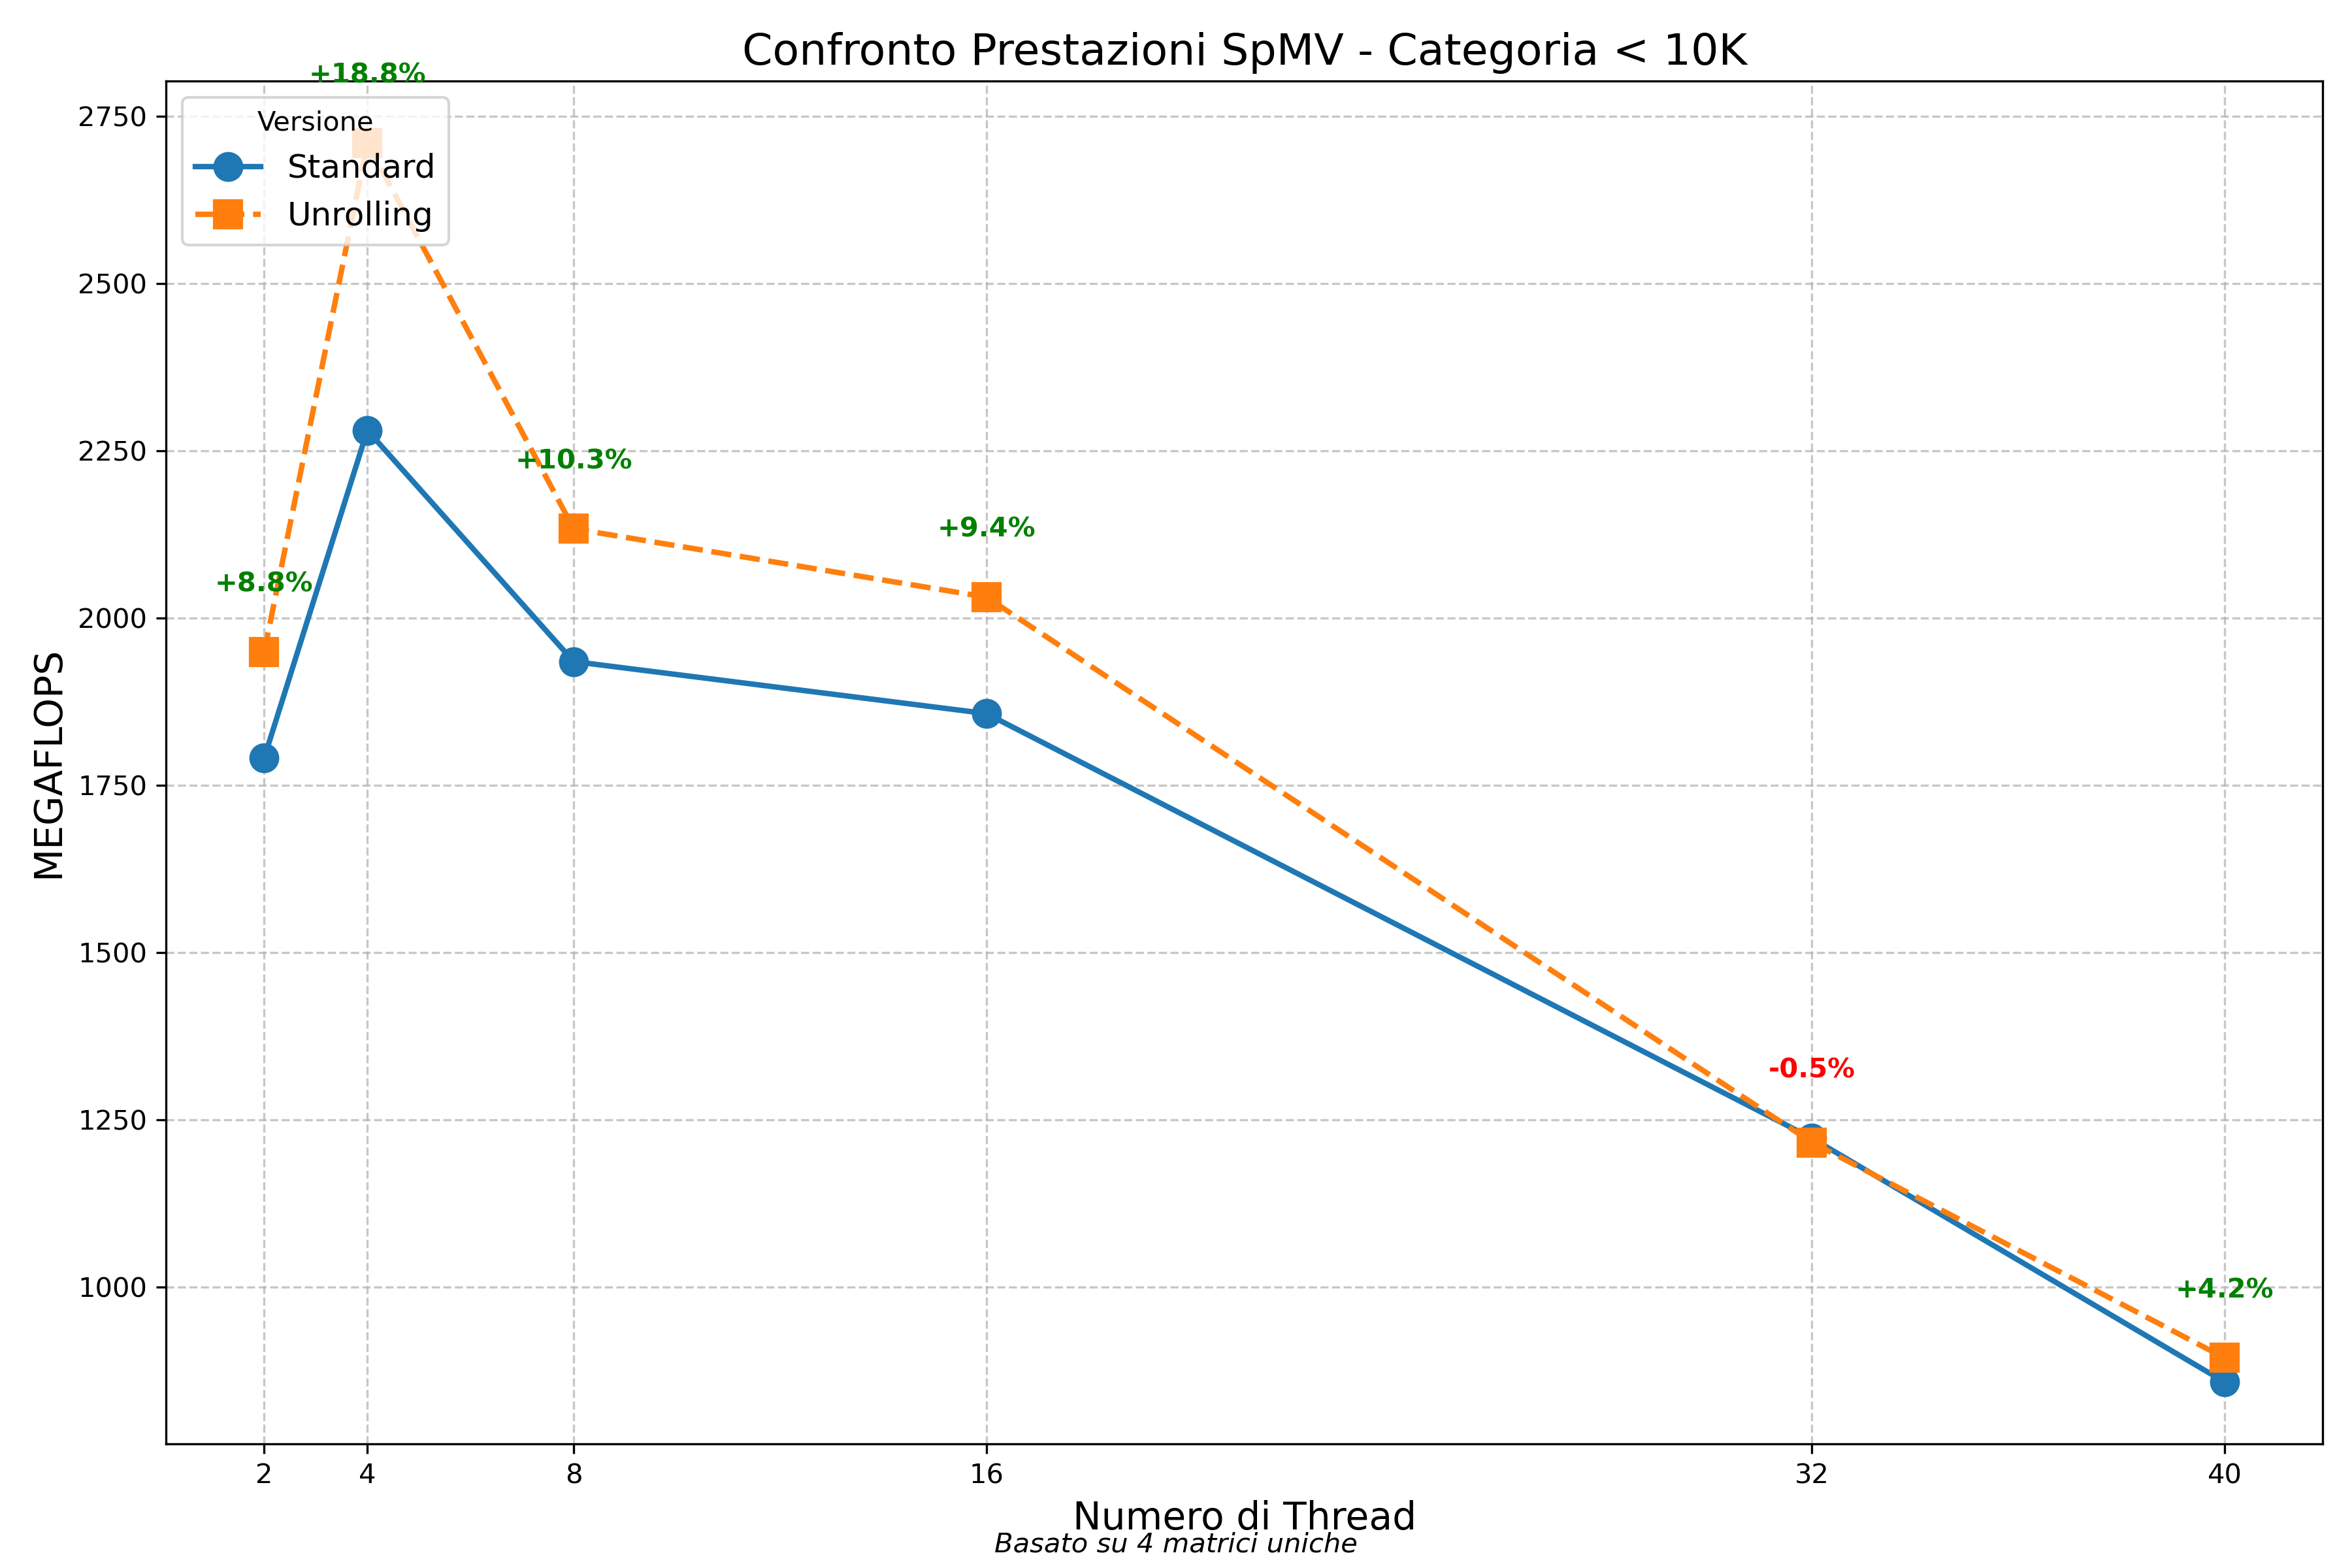 Confronto Prestazioni SpMV - Categoria < 10K
+18.8%
Versione
Standard
Unrolling
2750
2500
2250
2000
1750
1500
1250
1000
MEGAFLOPS
+8.8%
+10.3%
+9.4%
-0.5%
+4.2%
2 4 8 16 32 40
Numero di Thread
Basato su 4 matrici uniche